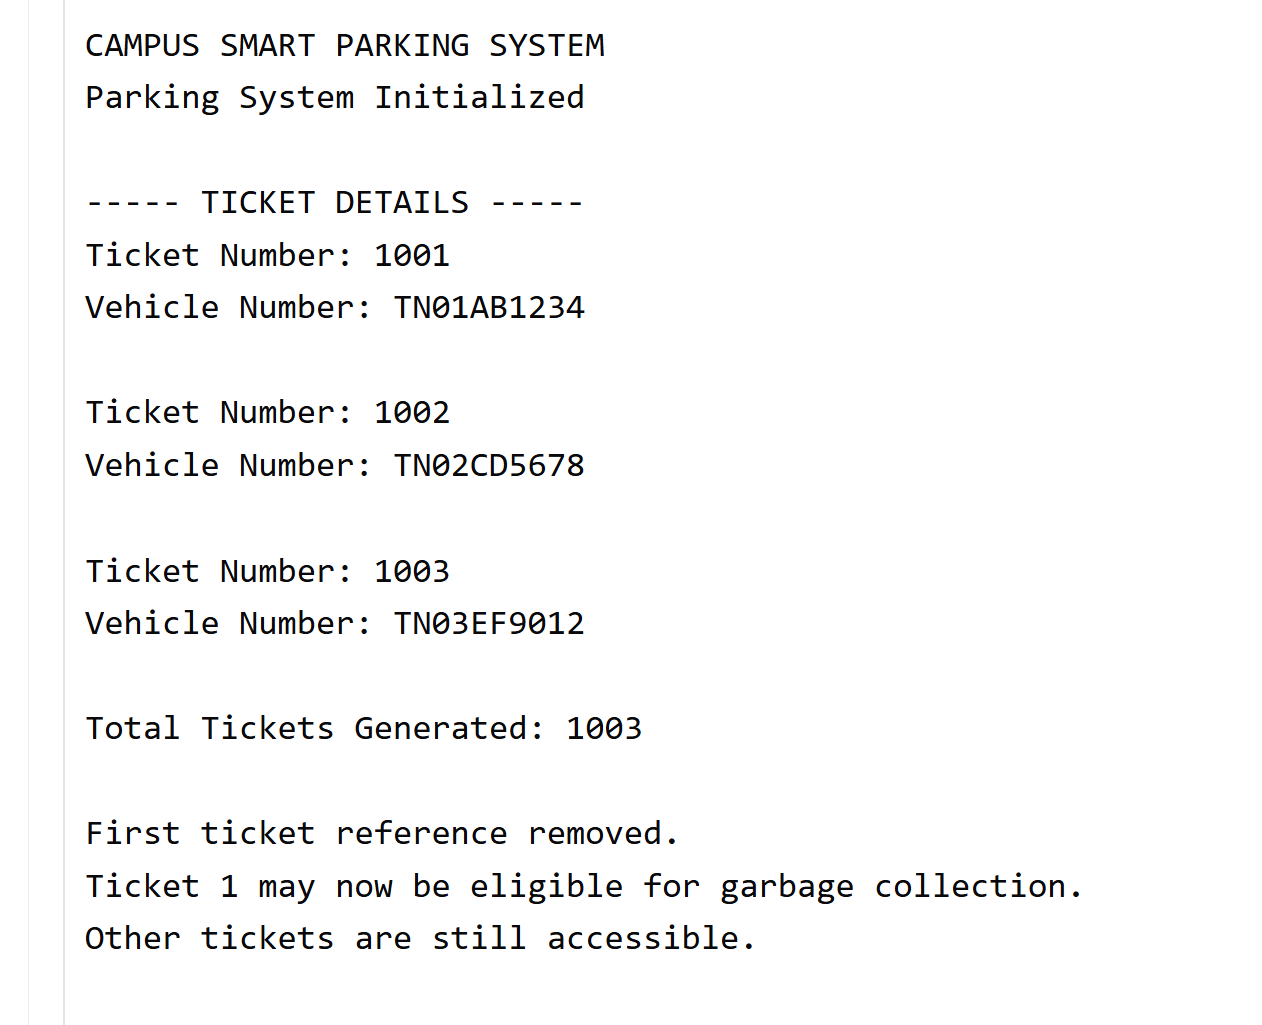 CAMPUS SMART PARKING SYSTEM
Parking System Initialized
----- TICKET DETAILS -----
Ticket Number: 1001
Vehicle Number: TN01AB1234
Ticket Number: 1002
Vehicle Number: TN02CD5678
Ticket Number: 1003
Vehicle Number: TN03EF9012
Total Tickets Generated: 1003
First ticket reference removed.
Ticket 1 may now be eligible for garbage collection.
Other tickets are still accessible.